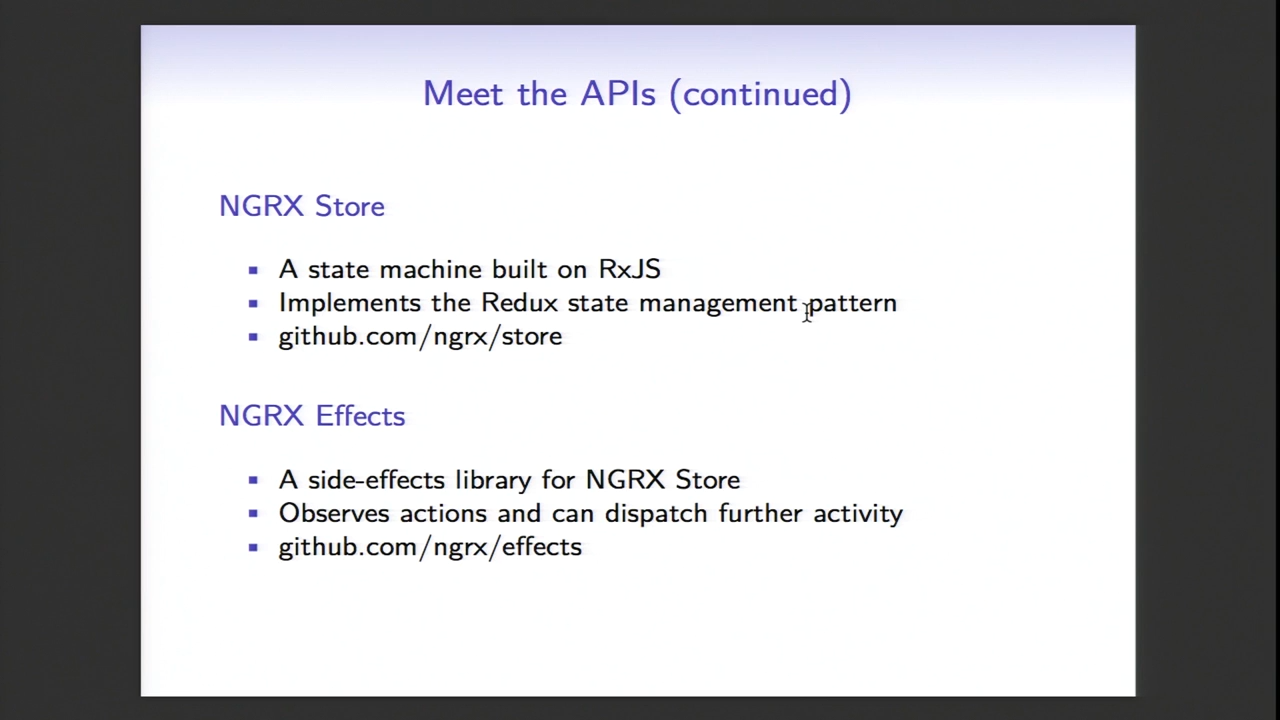 Meet the APIs (continued)
NGRX Store
A state machine built on RxJS
Implements the Redux state management pattern
github.com/ngrx/store
NGRX Effects
A side-effects library for NGRX Store
Observes actions and can dispatch further activity
github.com/ngrx/effects